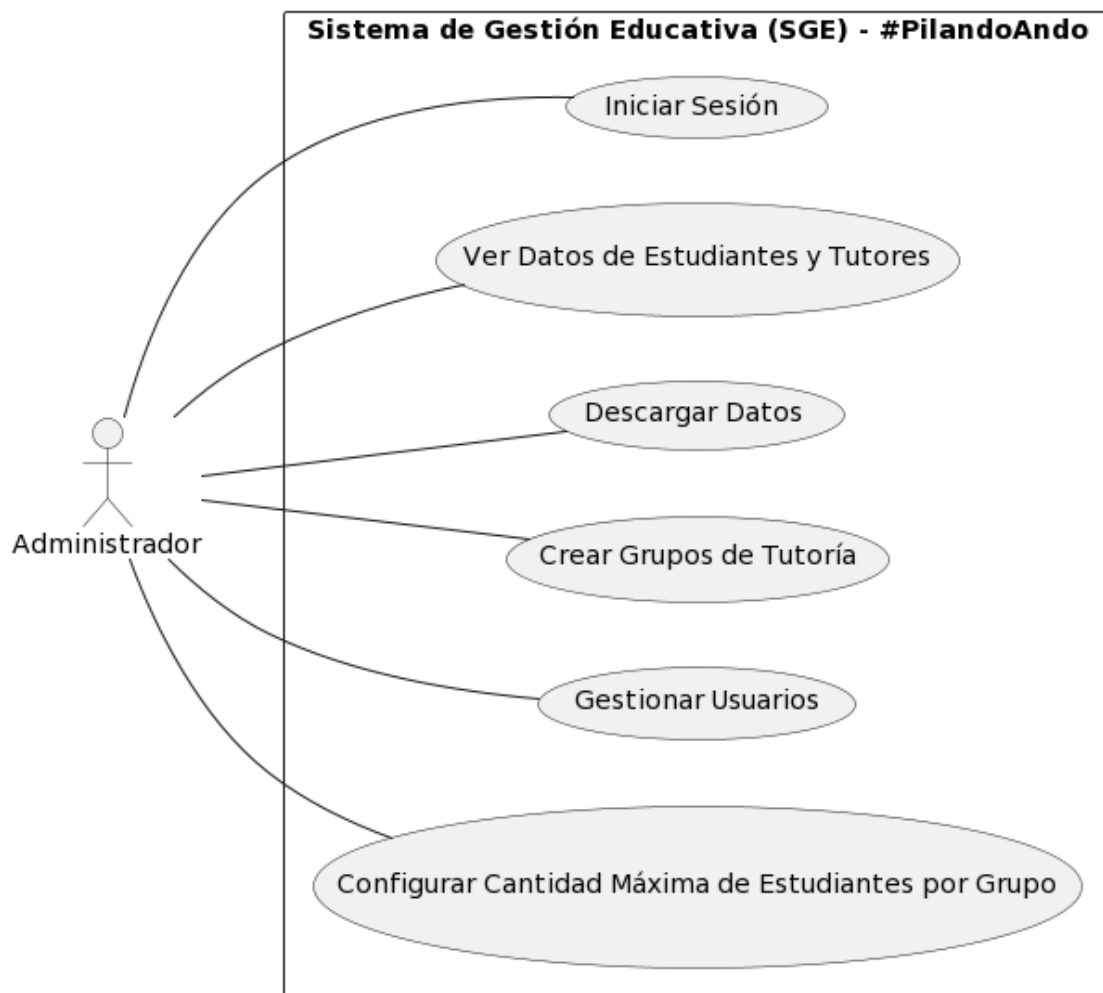 Sistema de Gestión Educativa (SGE) - #PilandoAndo
Iniciar Sesión
Ver Datos de Estudiantes y Tutores
Descargar Datos
Administrador
Crear Grupos de Tutoría
Gestionar Usuarios
Configurar Cantidad Máxima de Estudiantes por Grupo